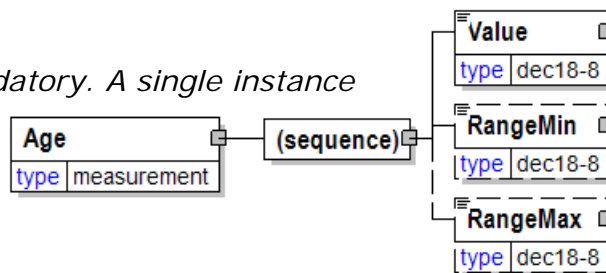 Value
type dec18-8
datory. A single instance
RangeMin
type dec18-8
Age
type measurement
(sequence)
RangeMax
type dec18-8